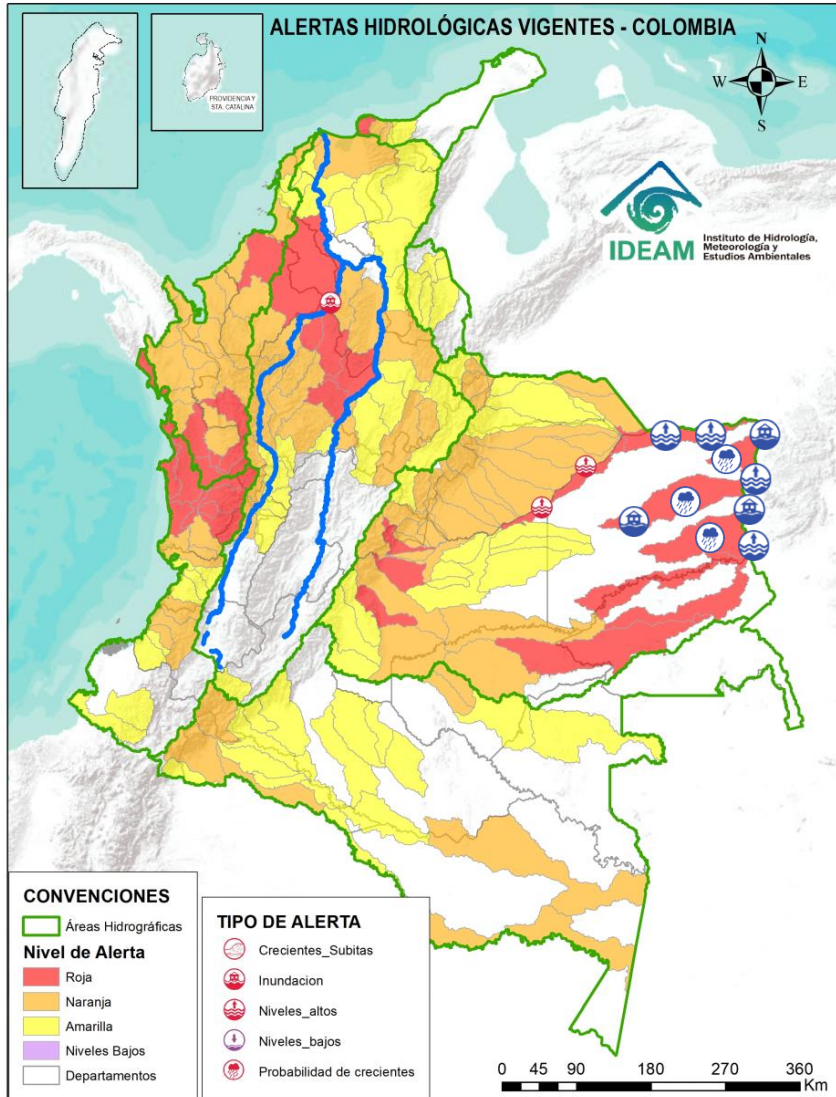 ALERTAS HIDROLÓGICAS VIGENTES - COLOMBIA
PROVIDENCIA Y
STA. CATALINA
N
W
E
S
IDEAM
Instituto de Hidrología,
Meteorología y
Estudios Ambientales
CONVENCIONES
Áreas Hidrográficas
Nivel de Alerta
Roja
Naranja
Amarilla
Niveles Bajos
Departamentos
TIPO DE ALERTA
Crecientes_Subitas
Inundacion
Niveles_altos
Niveles_bajos
Probabilidad de crecientes
0 45 90 180 270 360
Km